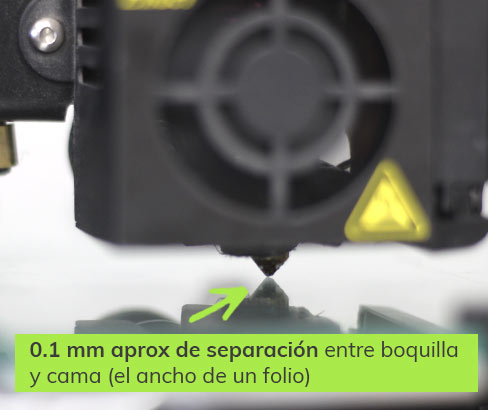 0.1 mm aprox de separación entre boquilla
y cama (el ancho de un folio)